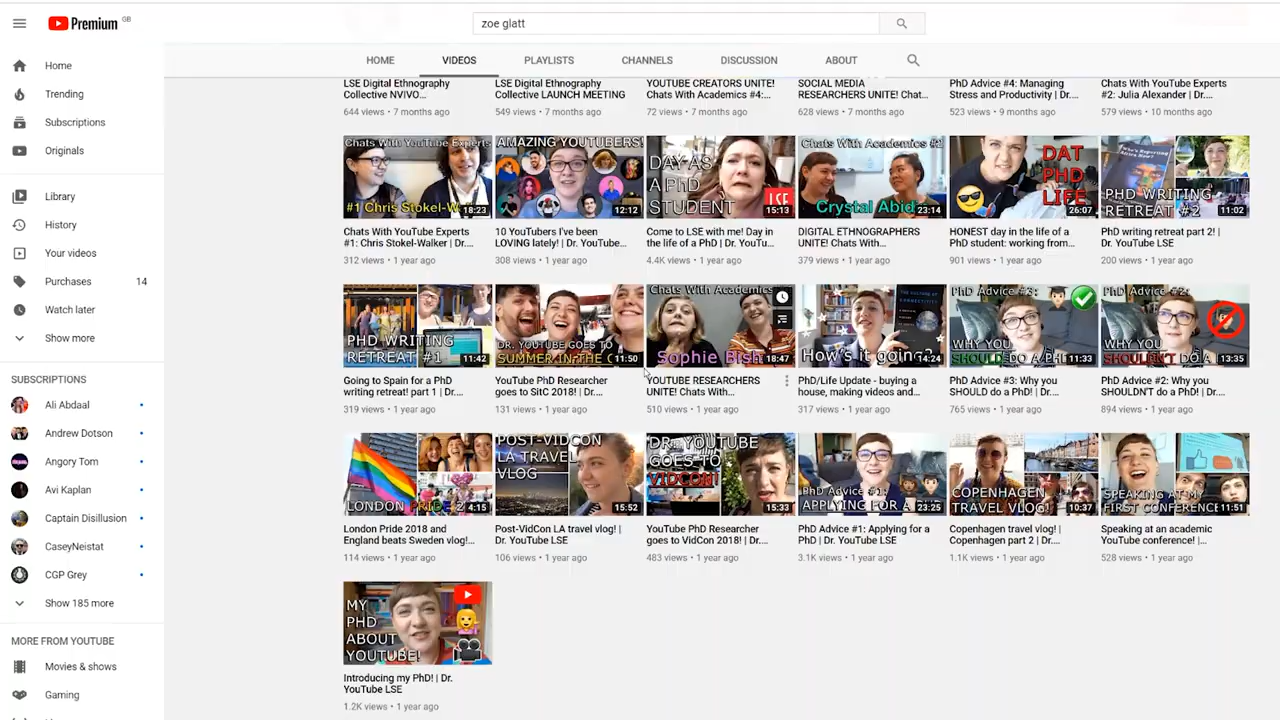 Premium GB
zoe glatt
HOME VIDEOS PLAYLISTS CHANNELS DISCUSSION ABOUT
Home
Trending
Subscriptions
Originals
Library
History
Your videos
Purchases 14
Watch later
Show more
SUBSCRIPTIONS
Ali Abdaal
Andrew Dotson
Angory Tom
Avi Kaplan
Captain Disillusion
CaseyNeistat
CGP Grey
Show 185 more
MORE FROM YOUTUBE
Movies & shows
Gaming
LSE Digital Ethnography
Collective NVIVO...
644 views • 7 months ago
LSE Digital Ethnography
Collective LAUNCH MEETING
549 views • 7 months ago
YOUTUBE CREATORS UNITE!
Chats With Academics #4:...
72 views • 7 months ago
SOCIAL MEDIA
RESEARCHERS UNITE! Chat...
628 views • 7 months ago
PhD Advice #4: Managing
Stress and Productivity | Dr....
523 views • 9 months ago
Chats With YouTube Experts
#2: Julia Alexander | Dr....
579 views • 10 months ago
Chats With YouTube Experts
#1 Chris Stokel-W
18:23
Chats With YouTube Experts
#1: Chris Stokel-Walker | Dr....
312 views • 1 year ago
AMAZING YOUTUBERS!
12:12
10 YouTubers I've been
LOVING lately! | Dr. YouTube...
308 views • 1 year ago
DAY AS
A PhD
STUDENT
LSE
15:13
Come to LSE with me! Day in
the life of a PhD | Dr. YouTu...
4.4K views • 1 year ago
Chats With Academics #2
Crystal Abid
23:14
DIGITAL ETHNOGRAPHERS
UNITE! Chats With...
379 views • 1 year ago
DAT
PHD
LIFE
26:07
HONEST day in the life of a
PhD student: working from...
901 views • 1 year ago
PHD WRITING
RETREAT #2
11:02
PhD writing retreat part 2! |
Dr. YouTube LSE
200 views • 1 year ago
PHD WRITING
RETREAT #1
11:42
Going to Spain for a PhD
writing retreat! part 1 | Dr....
319 views • 1 year ago
DR. YOUTUBE GOES TO
SUMMER IN THE C
11:50
YouTube PhD Researcher
goes to SitC 2018! | Dr....
131 views • 1 year ago
Chats With Academics
Sophie Bish
18:47
YOUTUBE RESEARCHERS
UNITE! Chats With...
510 views • 1 year ago
How's it going?
14:24
PhD/Life Update - buying a
house, making videos and...
317 views • 1 year ago
PhD Advice #3:
WHY YOU
SHOULD DO A PH
11:33
PhD Advice #3: Why you
SHOULD do a PhD! | Dr....
765 views • 1 year ago
PhD Advice #2:
WHY YOU
SHOULDN'T DO A
13:35
PhD Advice #2: Why you
SHOULDN'T do a PhD! | Dr....
894 views • 1 year ago
LONDON PRIDE 2
4:15
London Pride 2018 and
England beats Sweden vlog!...
114 views • 1 year ago
POST-VIDCON
LA TRAVEL
VLOG
15:52
Post-VidCon LA travel vlog! |
Dr. YouTube LSE
106 views • 1 year ago
DR. YOUTUBE
GOES TO
VIDCON!
15:33
YouTube PhD Researcher
goes to VidCon 2018! | Dr....
483 views • 1 year ago
PhD Advice #1:
APPLYING FOR A
23:25
PhD Advice #1: Applying for a
PhD | Dr. YouTube LSE
3.1K views • 1 year ago
COPENHAGEN
TRAVEL VLOG!
10:37
Copenhagen travel vlog! |
Copenhagen part 2 | Dr....
1.1K views • 1 year ago
SPEAKING AT MY
FIRST CONFERENCE
11:51
Speaking at an academic
YouTube conference! |...
528 views • 1 year ago
MY
PHD
ABOUT
YOUTUBE!
Introducing my PhD! | Dr.
YouTube LSE
1.2K views • 1 year ago